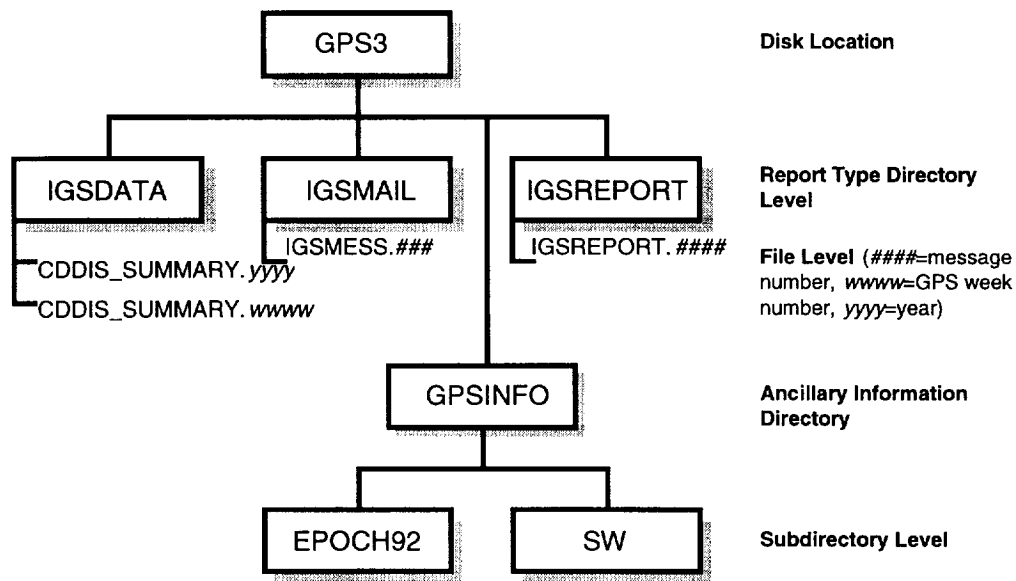 GPS3
Disk Location
IGSDATA
IGSMAIL
IGSREPORT
Report Type Directory
Level
CDDIS_SUMMARY. yyyy
CDDIS_SUMMARY. wwww
IGSMESS.###
IGSREPORT. ####
File Level (####=message
number, wwww=GPS week
number, yyyy=year)
GPSINFO
Ancillary Information
Directory
EPOCH92
SW
Subdirectory Level